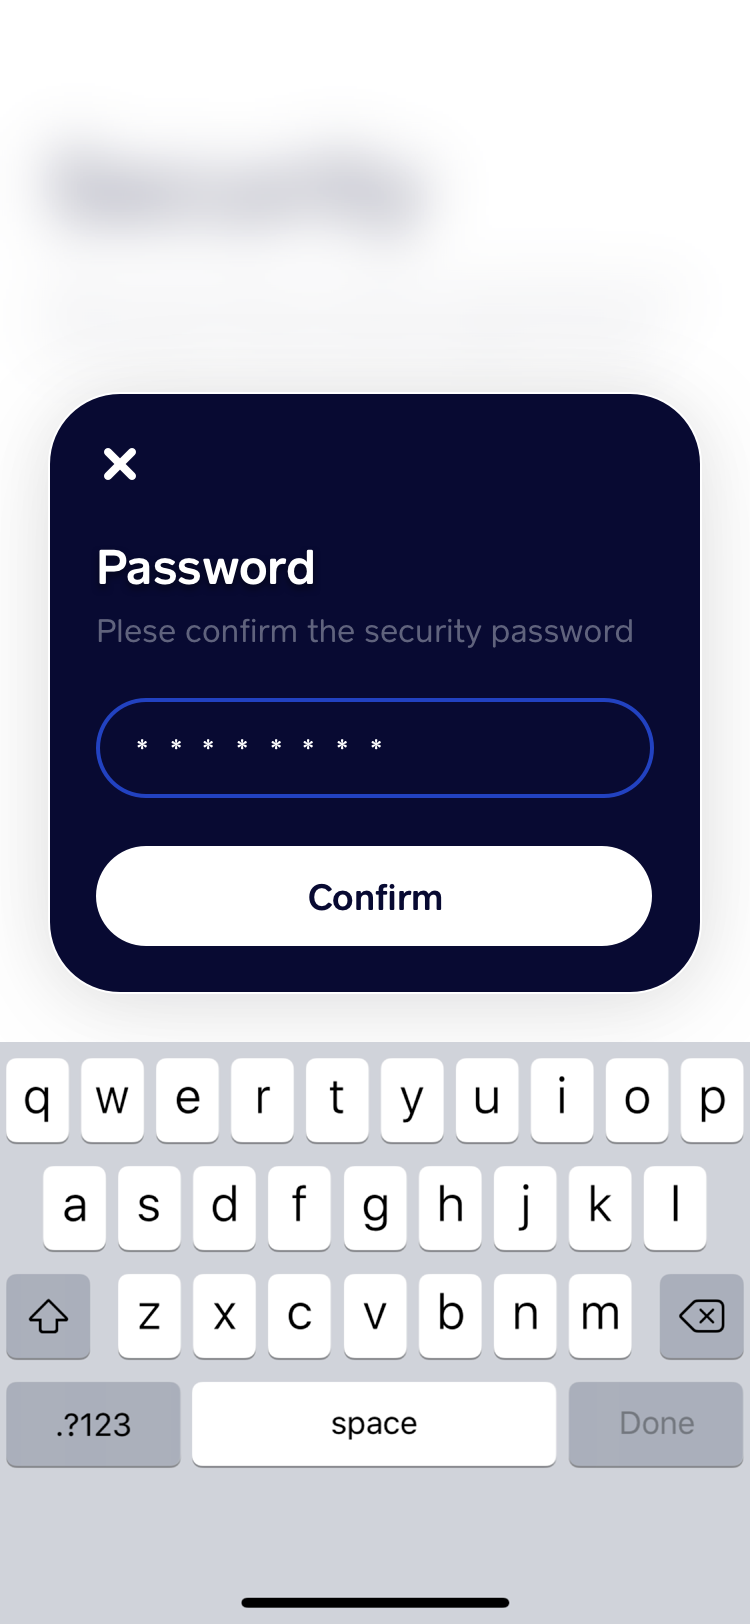 Password
Plese confirm the security password
* * * * * * * *
Confirm
q w e r t y u i o p
a s d f g h j k l
z x c v b n m
.?123 space Done